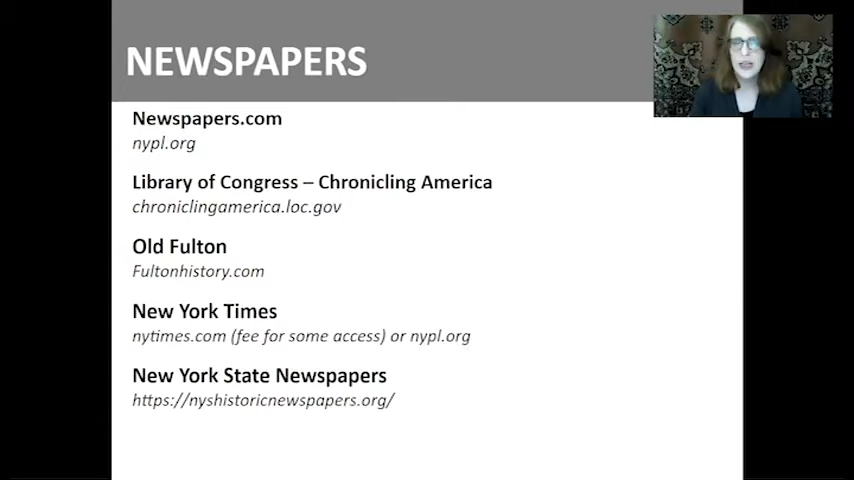 NEWSPAPERS
Newspapers.com
nypl.org
Library of Congress – Chronicling America
chroniclingamerica.loc.gov
Old Fulton
Fultonhistory.com
New York Times
nytimes.com (fee for some access) or nypl.org
New York State Newspapers
https://nyshistoricnewspapers.org/